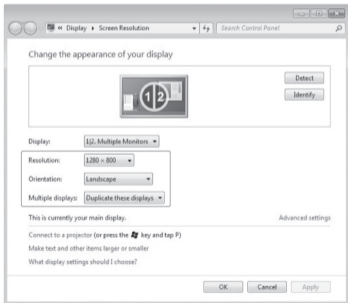 « Display ▸ Screen Resolution
Search Control Panel
Change the appearance of your display
1|2
Detect
Identify
Display: 1|2. Multiple Monitors
Resolution: 1280 × 800
Orientation: Landscape
Multiple displays: Duplicate these displays
This is currently your main display.
Advanced settings
Connect to a projector (or press the key and tap P)
Make text and other items larger or smaller
What display settings should I choose?
OK Cancel Apply